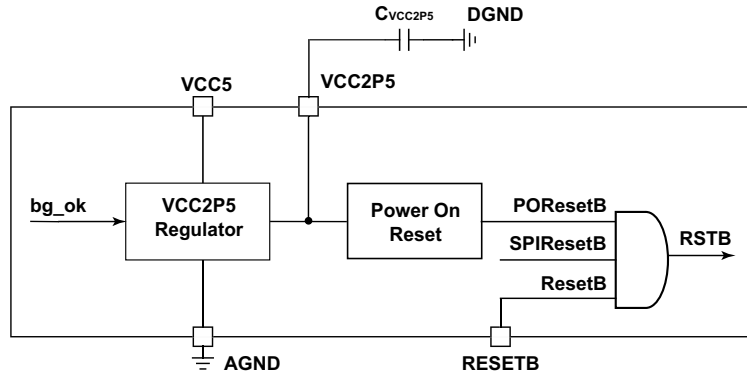 CVCC2P5
DGND
VCC5
VCC2P5
bg_ok
VCC2P5
Regulator
Power On
Reset
POResetB
SPIResetB
ResetB
RSTB
AGND
RESETB